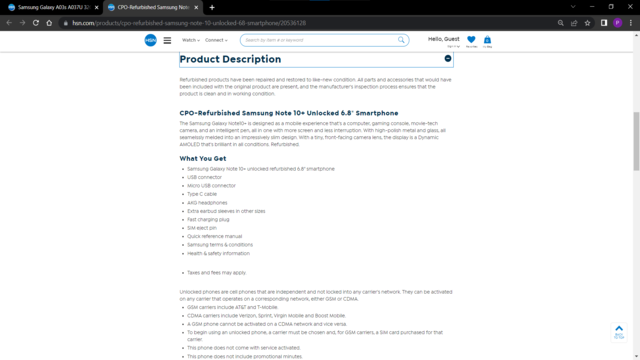 Samsung Galaxy A03s A037U 32
CPO-Refurbished Samsung Note
hsn.com/products/cpo-refurbished-samsung-note-10-unlocked-68-smartphone/20536128
HSN
Watch
Connect
Search by item # or keyword
Hello, Guest
Product Description
Refurbished products have been repaired and restored to like-new condition. All parts and accessories that would have
been included with the original product are present, and the manufacturer's inspection process ensures that the
product is clean and in working condition.
CPO-Refurbished Samsung Note 10+ Unlocked 6.8" Smartphone
The Samsung Galaxy Note10+ is designed as a mobile experience that's a computer, gaming console, movie-tech
camera, and an intelligent pen, all in one with more screen and less interruption. With high-polish metal and glass, all
seamlessly melded into an impressively slim design. With a tiny, front-facing camera lens, the display is a Dynamic
AMOLED that's brilliant in all conditions. Refurbished.
What You Get
Samsung Galaxy Note 10+ unlocked refurbished 6.8" smartphone
USB connector
Micro USB connector
Type C cable
AKG headphones
Extra earbud sleeves in other sizes
Fast charging plug
SIM eject pin
Quick reference manual
Samsung terms & conditions
Health & safety information
Taxes and fees may apply
Unlocked phones are cell phones that are independent and not locked into any carrier's network. They can be activated
on any carrier that operates on a corresponding network, either GSM or CDMA.
GSM carriers include AT&T and T-Mobile.
CDMA carriers include Verizon, Sprint, Virgin Mobile and Boost Mobile.
A GSM phone cannot be activated on a CDMA network and vice versa.
To begin using an unlocked phone, a carrier must be chosen and, for GSM carriers, a SIM card purchased for that
carrier.
This phone does not come with service activated.
This phone does not include promotional minutes.
BACK
TO TOP